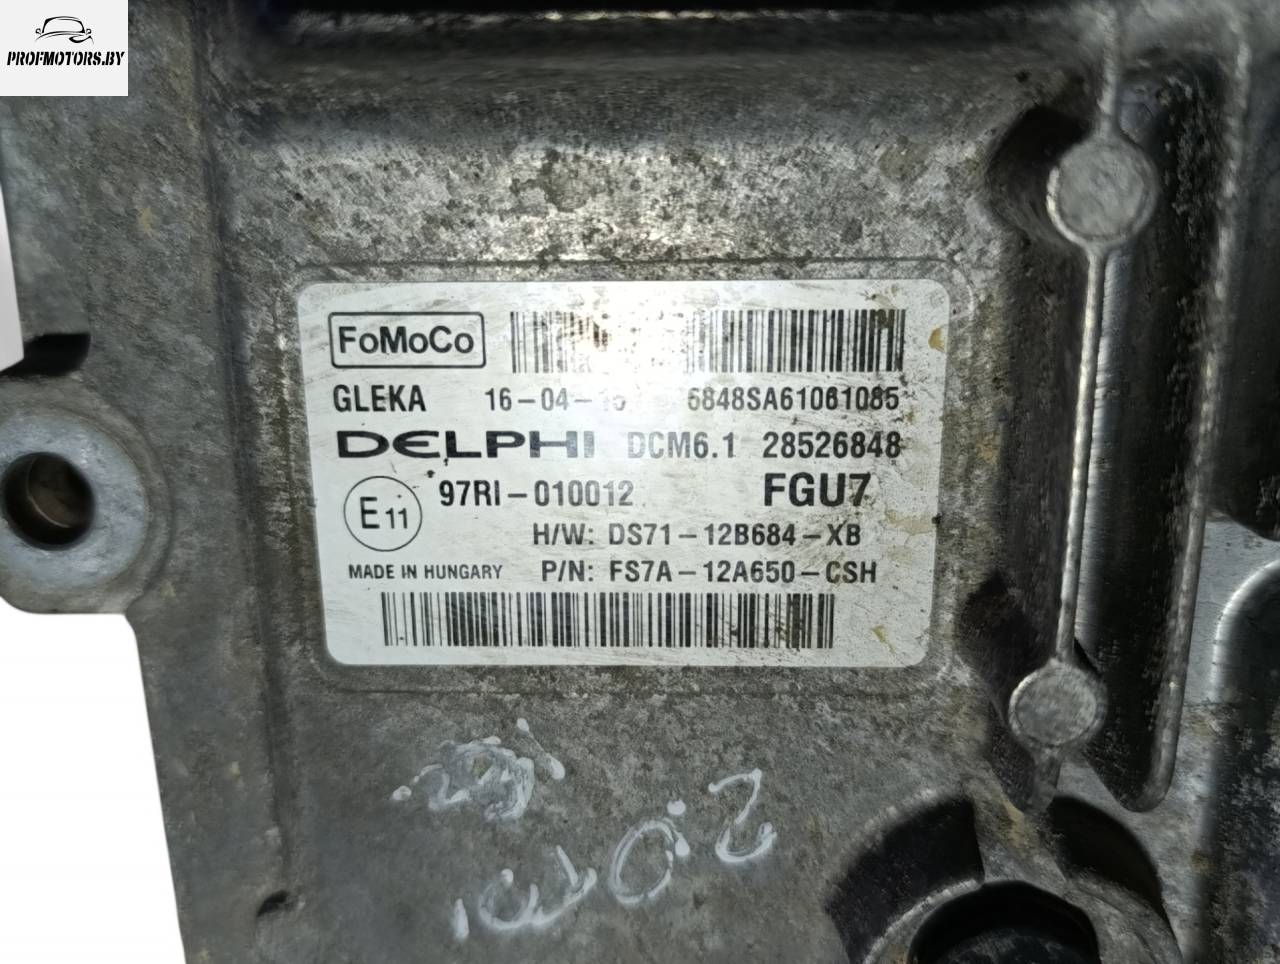 PROFMOTORS.BY
FoMoCo
GLEKA 16-04- 6848SA61061085
DELPHI DCM6.1 28526848
E11 97RI-010012 FGU7
H/W: DS71-12B684-XB
MADE IN HUNGARY P/N: FS7A-12A650-CSH